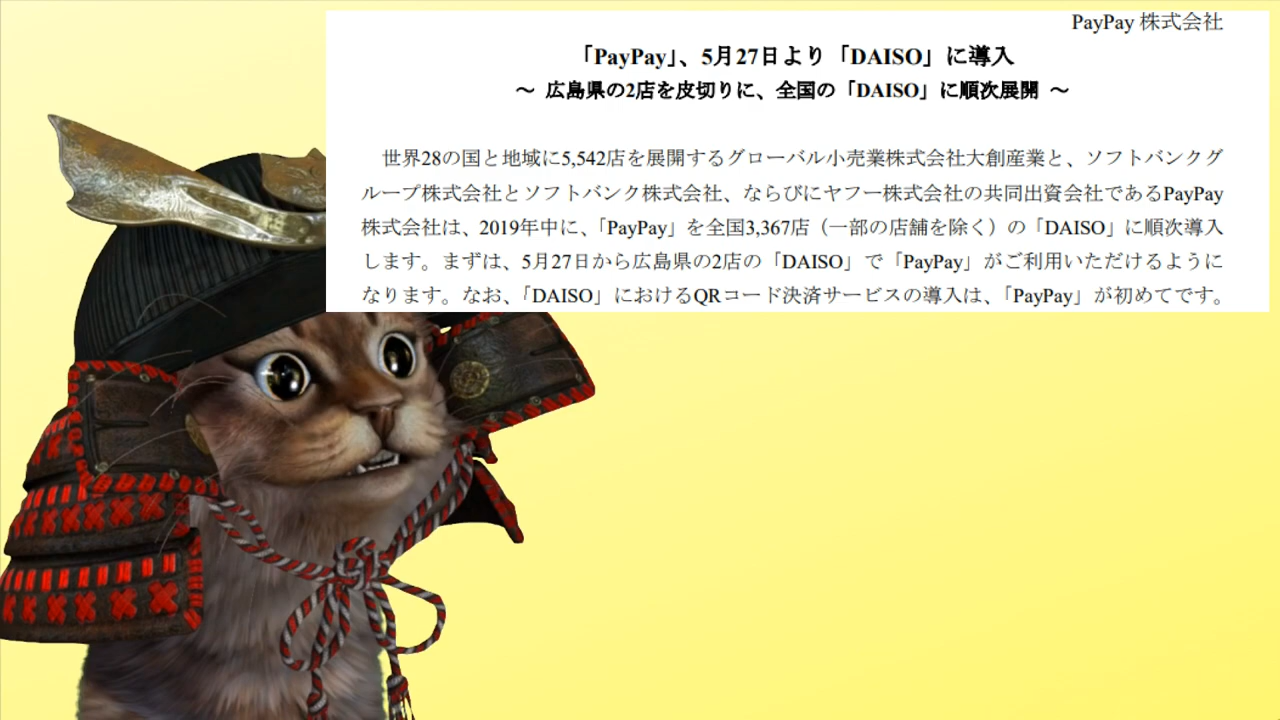 PayPay 株式会社
「PayPay」、5月27日より「DAISO」に導入
～ 広島県の2店を皮切りに、全国の「DAISO」に順次展開 ～
世界28の国と地域に5,542店を展開するグローバル小売業株式会社大創産業と、ソフトバンクグ
ループ株式会社とソフトバンク株式会社、ならびにヤフー株式会社の共同出資会社であるPayPay
株式会社は、2019年中に、「PayPay」を全国3,367店（一部の店舗を除く）の「DAISO」に順次導入
します。まずは、5月27日から広島県の2店の「DAISO」で「PayPay」がご利用いただけるように
なります。なお、「DAISO」におけるQRコード決済サービスの導入は、「PayPay」が初めてです。